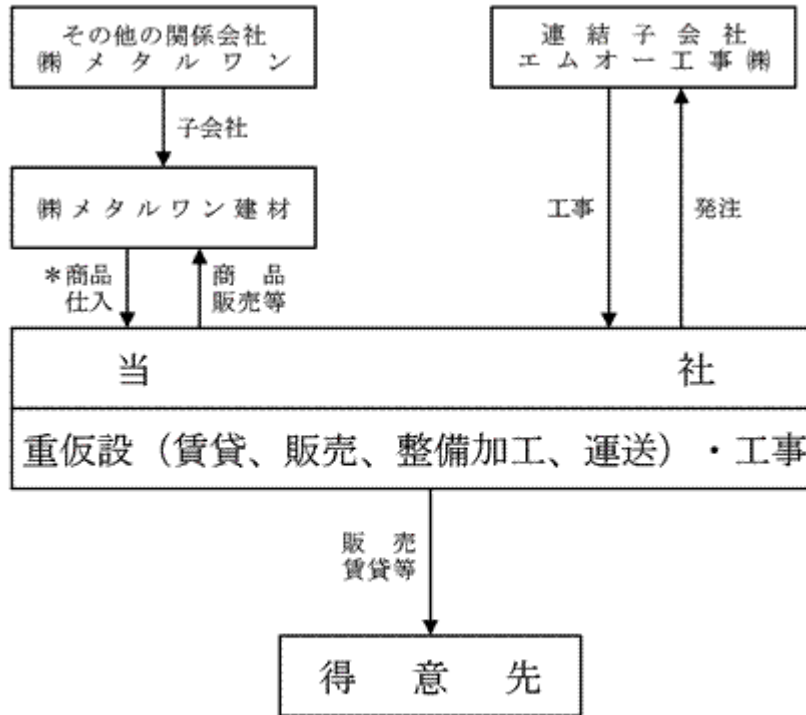 その他の関係会社
㈱メタルワン
連結子会社
エムオー工事㈱
子会社
㈱メタルワン建材
工事
発注
*商品
仕入
商品
販売等
当社
重仮設(賃貸、販売、整備加工、運送)・工事
販売
賃貸等
得意先